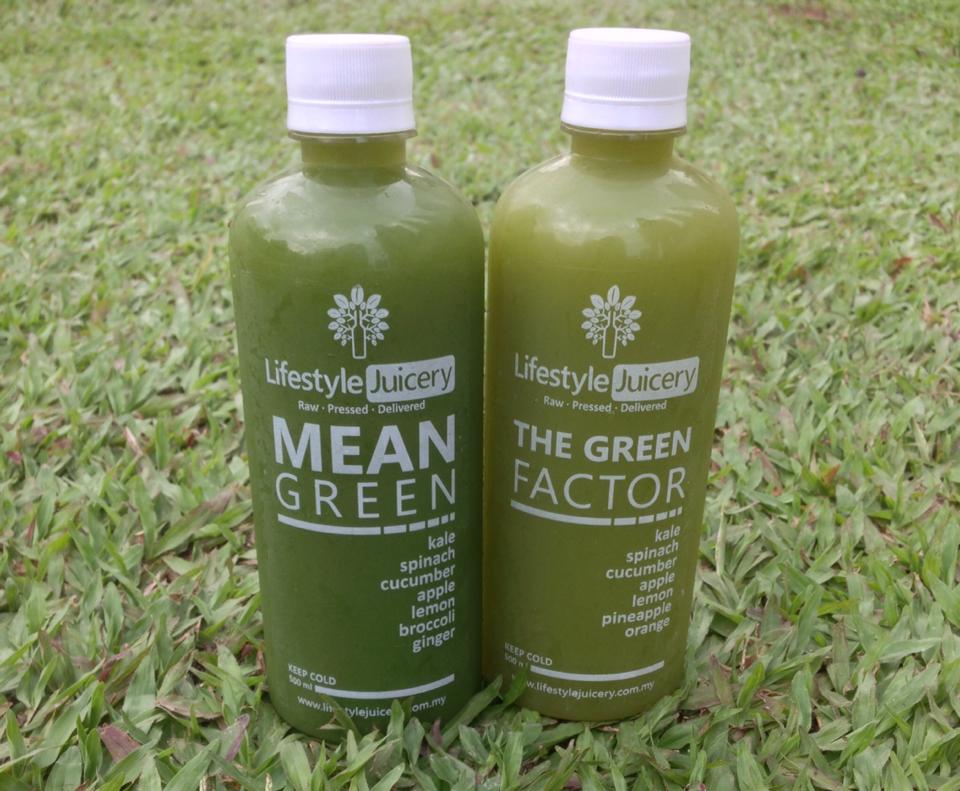 Lifestyle Juicery
Raw · Pressed · Delivered
MEAN
GREEN
kale
spinach
cucumber
apple
lemon
broccoli
ginger
KEEP COLD
500 ml
www.lifestylejuicery.com.my
Lifestyle Juicery
Raw · Pressed · Delivered
THE GREEN
FACTOR
kale
spinach
cucumber
apple
lemon
pineapple
orange
KEEP COLD
500
w.lifestylejuicery.com.my